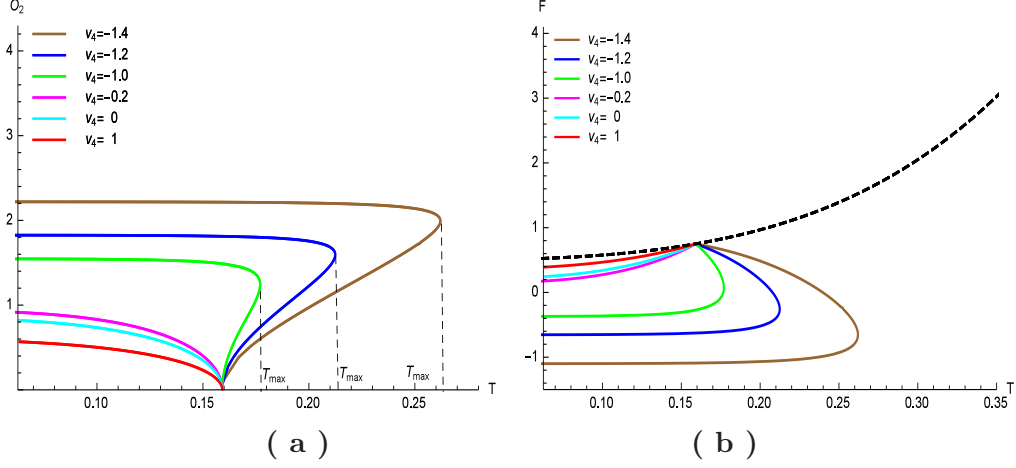 O2
4
3
2
1
v4=-1.4
v4=-1.2
v4=-1.0
v4=-0.2
v4= 0
v4= 1
Tmax
Tmax
Tmax
0.10
0.15
0.20
0.25
T
( a )
F
4
3
2
1
0
-1
v4=-1.4
v4=-1.2
v4=-1.0
v4=-0.2
v4= 0
v4= 1
0.10
0.15
0.20
0.25
0.30
0.35
T
( b )